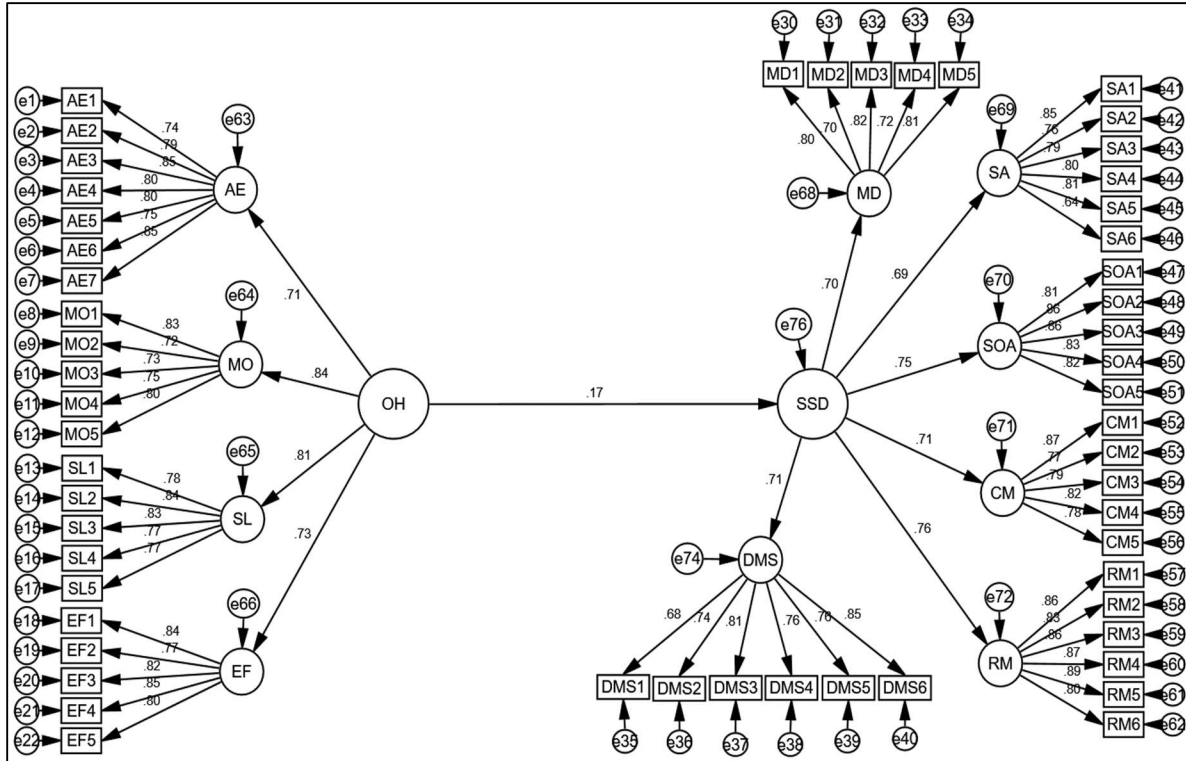 e30 e31 e32 e33 e34
MD1 MD2 MD3 MD4 MD5
.80 .70 .82 .72 .81
e68 MD
e1 AE1 .74
e2 AE2 .79
e3 AE3 .85
e4 AE4 .80
e5 AE5 .80
e6 AE6 .75
e7 AE7 .85
e63
AE
.71
e8 MO1 .83
e9 MO2 .72
e10 MO3 .73
e11 MO4 .75
e12 MO5 .80
e64
MO
.84
e13 SL1 .78
e14 SL2 .84
e15 SL3 .83
e16 SL4 .77
e17 SL5 .77
e65
SL
.81
e18 EF1 .84
e19 EF2 .77
e20 EF3 .82
e21 EF4 .85
e22 EF5 .80
e66
EF
.73
OH
.17
e76
SSD
.70
.69
.75
.71
.76
.71
e69
SA
.85 SA1 e41
.76 SA2 e42
.79 SA3 e43
.80 SA4 e44
.81 SA5 e45
.64 SA6 e46
e70
SOA
.81 SOA1 e47
.86 SOA2 e48
.86 SOA3 e49
.83 SOA4 e50
.82 SOA5 e51
e71
CM
.87 CM1 e52
.77 CM2 e53
.79 CM3 e54
.82 CM4 e55
.78 CM5 e56
e72
RM
.86 RM1 e57
.83 RM2 e58
.86 RM3 e59
.87 RM4 e60
.89 RM5 e61
.80 RM6 e62
e74 DMS
.68 .74 .81 .76 .76 .85
DMS1 DMS2 DMS3 DMS4 DMS5 DMS6
e35 e36 e37 e38 e39 e40